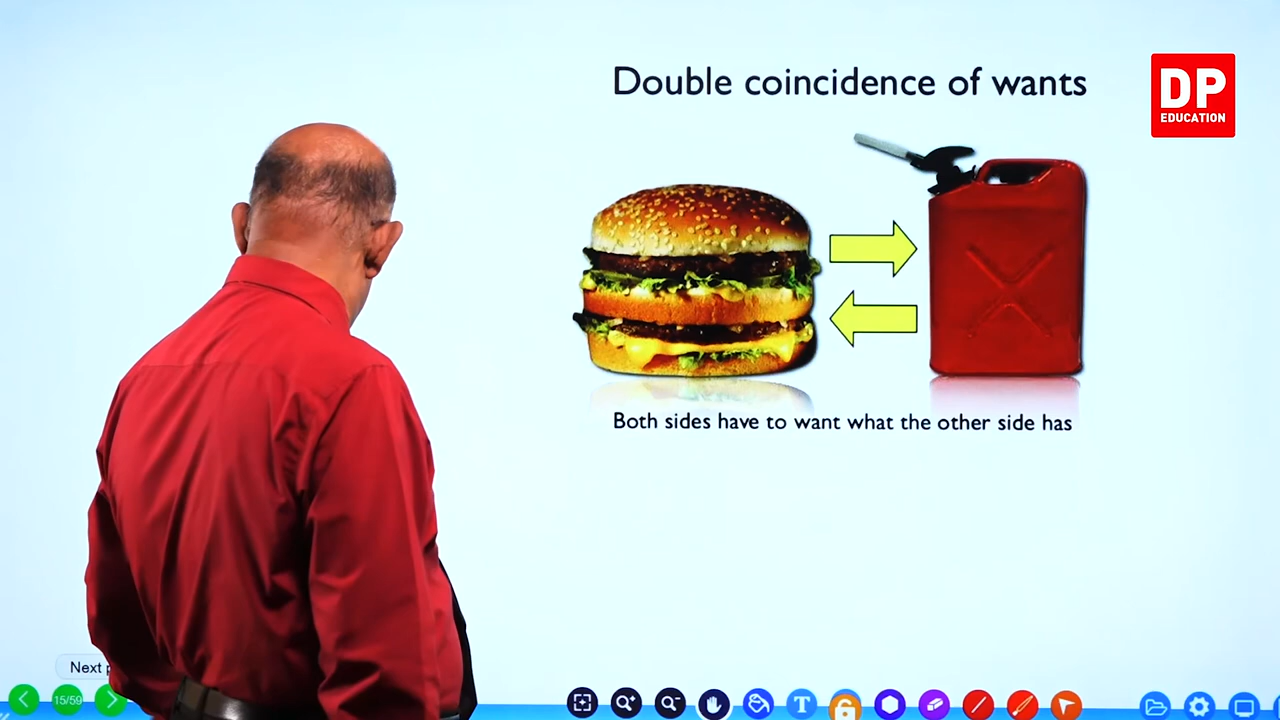 Double coincidence of wants
DP
EDUCATION
Both sides have to want what the other side has
Next
15/59
T